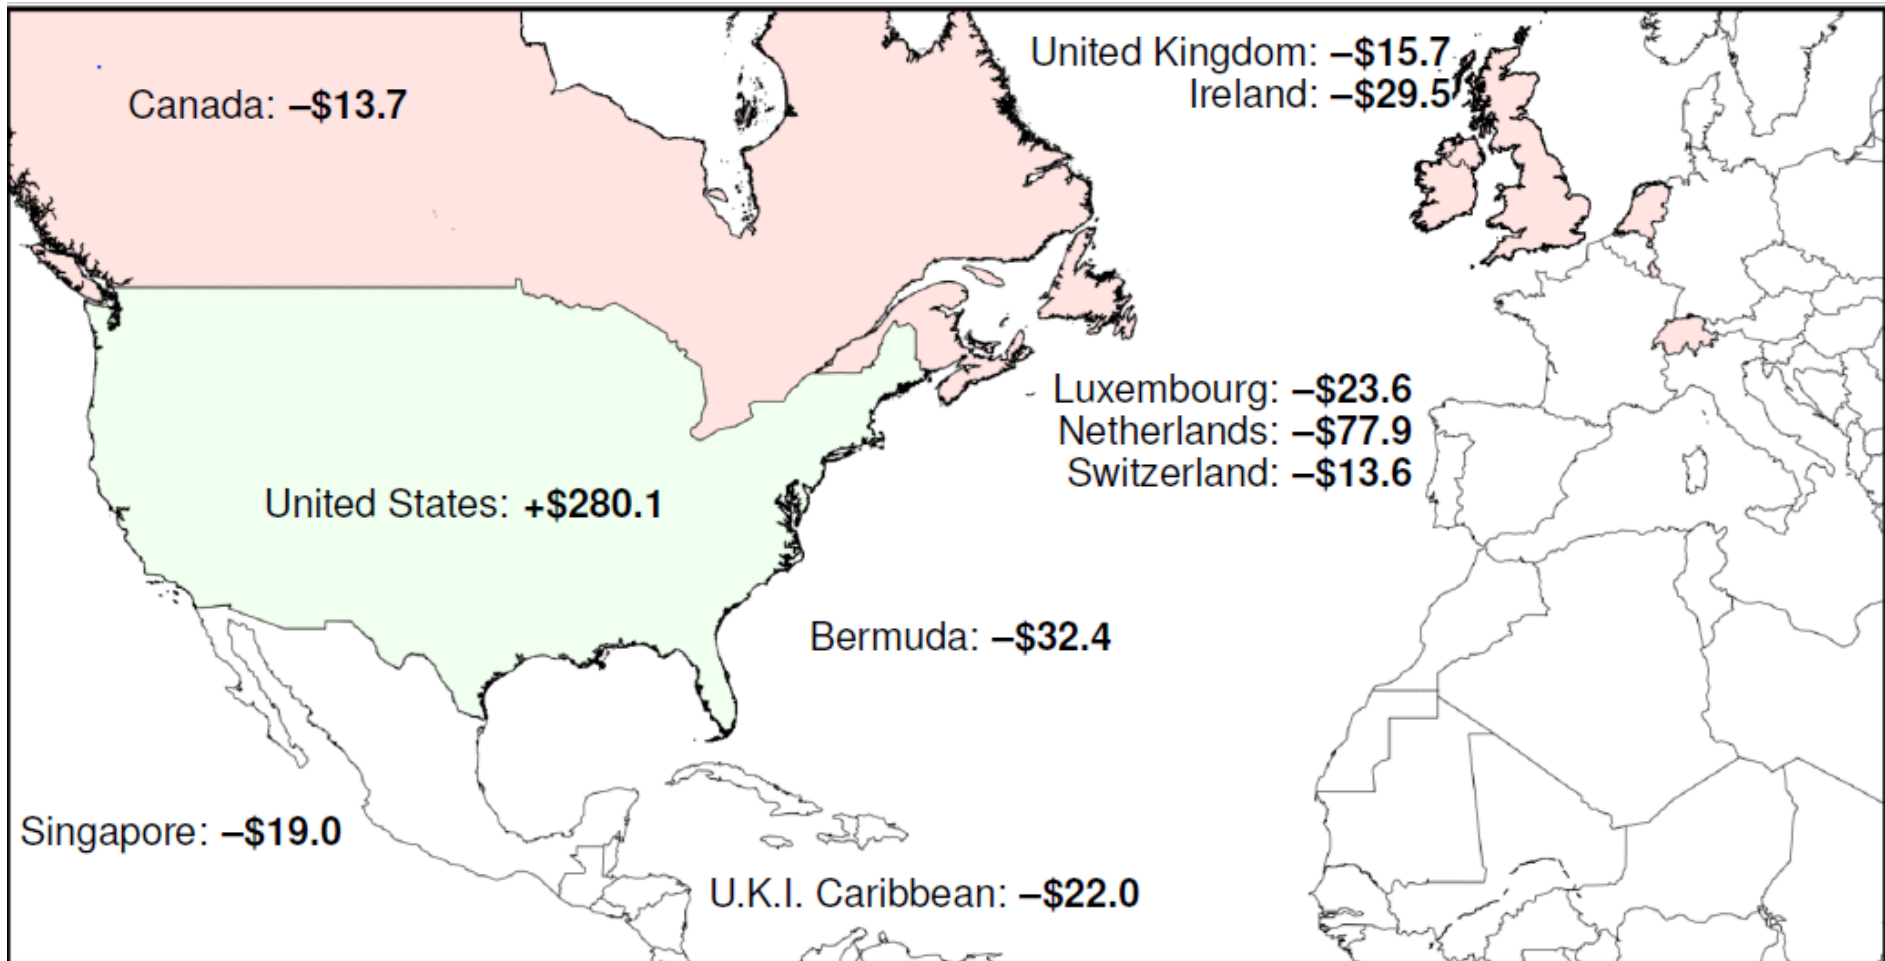 United Kingdom: –$15.7
Ireland: –$29.5
Canada: –$13.7
Luxembourg: –$23.6
Netherlands: –$77.9
Switzerland: –$13.6
United States: +$280.1
Bermuda: –$32.4
Singapore: –$19.0
U.K.I. Caribbean: –$22.0